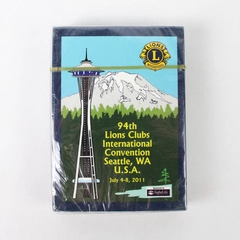 LIONS
L
94th
Lions Clubs
International
Convention
Seattle, WA
U.S.A.
July 4-8, 2011